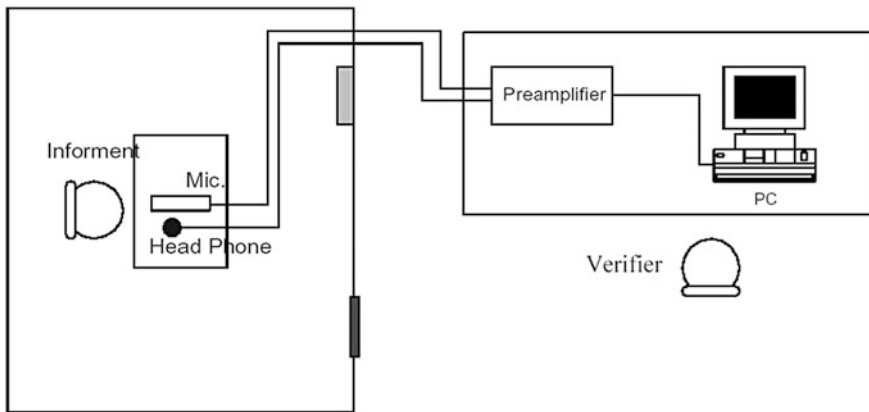 Informent
Mic.
Head Phone
Preamplifier
PC
Verifier